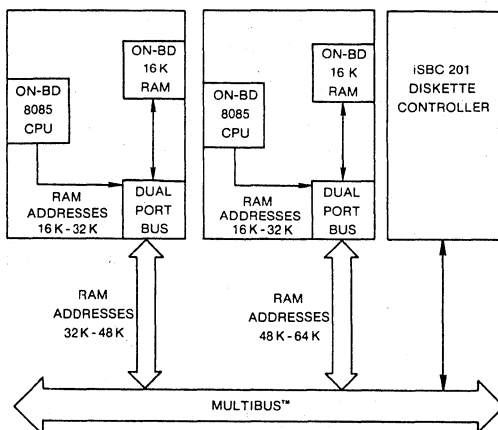 ON-BD
16 K
RAM
ON-BD
8085
CPU
RAM
ADDRESSES
16 K - 32 K
DUAL
PORT
BUS
ON-BD
16 K
RAM
ON-BD
8085
CPU
RAM
ADDRESSES
16 K - 32 K
DUAL
PORT
BUS
iSBC 201
DISKETTE
CONTROLLER
RAM
ADDRESSES
32 K - 48 K
RAM
ADDRESSES
48 K - 64 K
MULTIBUS™